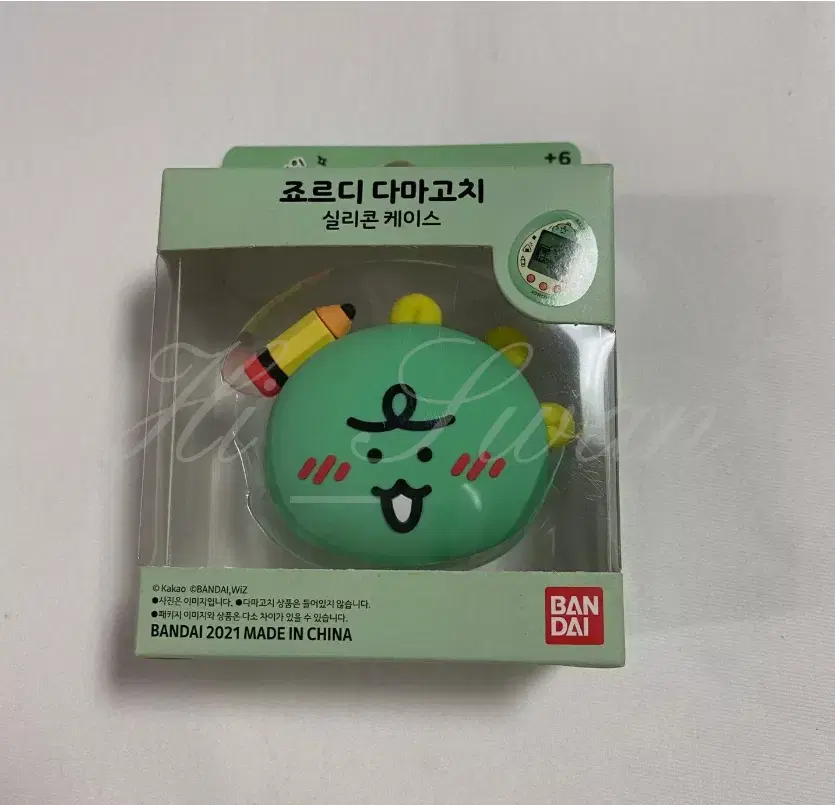 +6
죠르디 다마고치
실리콘 케이스
Hi_Swan
© Kakao ©BANDAI,WiZ
●사진은 이미지입니다. ●다마고치 상품은 들어있지 않습니다.
●패키지 이미지와 상품은 다소 차이가 있을 수 있습니다.
BANDAI 2021 MADE IN CHINA
BAN
DAI